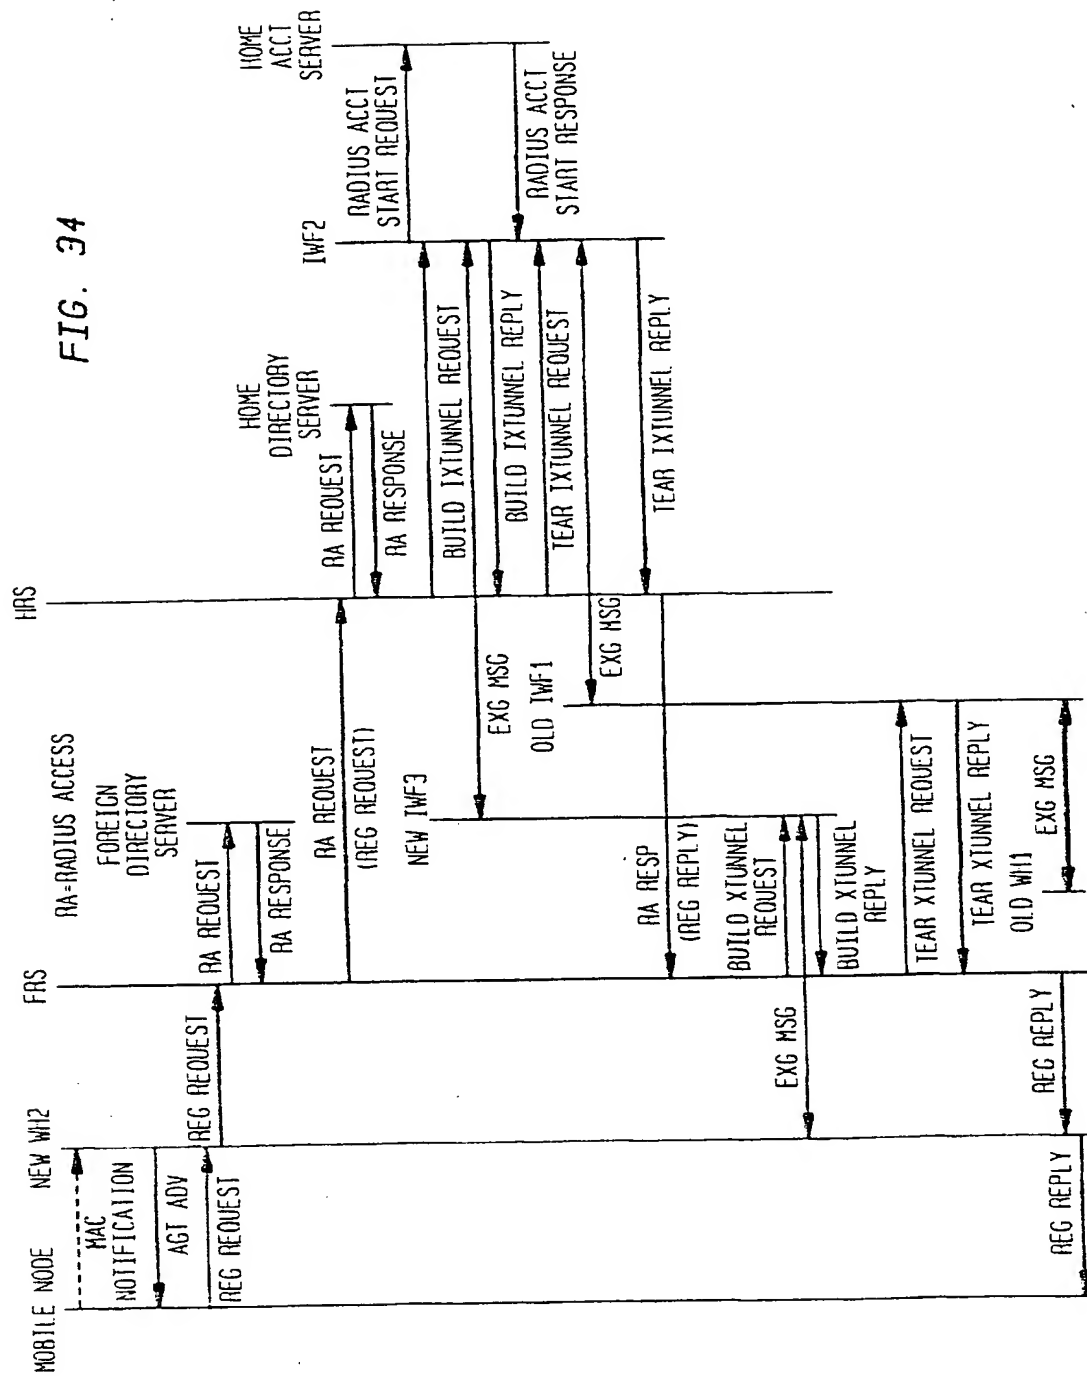 FIG. 34
RA=RADIUS ACCESS
MOBILE NODE
NEW WH2
FRS
FOREIGN
DIRECTORY
SERVER
HRS
HOME
DIRECTORY
SERVER
IWF2
HOME
ACCT
SERVER
MAC
NOTIFICATION
AGT ADV
REG REQUEST
REG REQUEST
RA REQUEST
RA RESPONSE
RA REQUEST
(REG REQUEST)
RA REQUEST
RA RESPONSE
RADIUS ACCT
START REQUEST
BUILD IXTUNNEL REQUEST
NEW IWF3
EXG MSG
BUILD IXTUNNEL REPLY
RADIUS ACCT
START RESPONSE
TEAR IXTUNNEL REQUEST
OLD IWF1
EXG MSG
TEAR IXTUNNEL REPLY
RA RESP
(REG REPLY)
BUILD XTUNNEL
REQUEST
EXG MSG
BUILD XTUNNEL
REPLY
TEAR XTUNNEL REQUEST
TEAR XTUNNEL REPLY
OLD WH1
EXG MSG
REG REPLY
REG REPLY